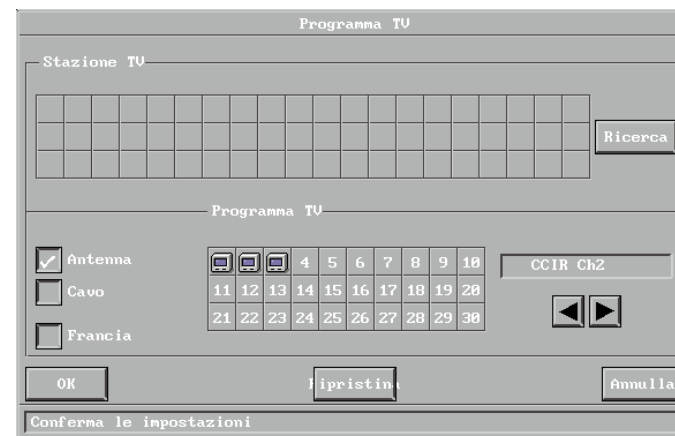 Programma TV
Stazione TV
Ricerca
Programma TV
Antenna
Cavo
Francia
4 5 6 7 8 9 10
11 12 13 14 15 16 17 18 19 20
21 22 23 24 25 26 27 28 29 30
CCIR Ch2
OK
Ripristina
Annulla
Conferma le impostazioni